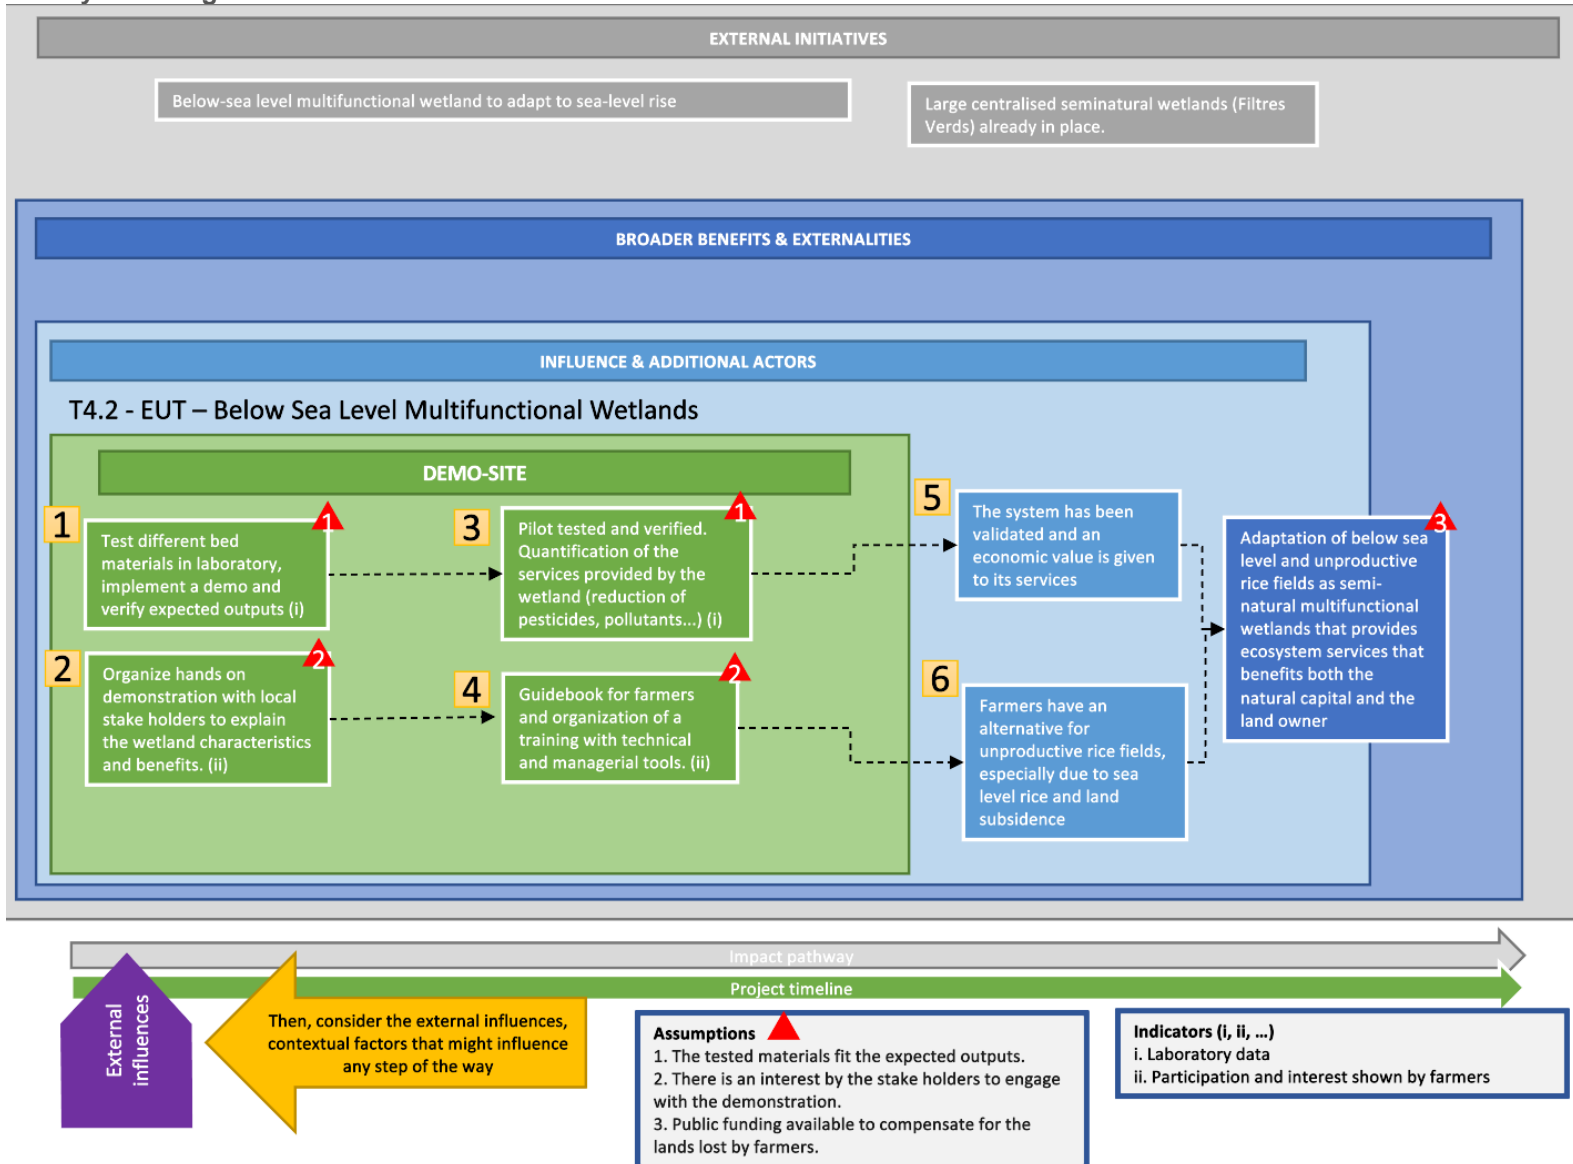 EXTERNAL INITIATIVES
Below-sea level multifunctional wetland to adapt to sea-level rise
Large centralised seminatural wetlands (Filtres
Verds) already in place.
BROADER BENEFITS & EXTERNALITIES
INFLUENCE & ADDITIONAL ACTORS
T4.2 - EUT – Below Sea Level Multifunctional Wetlands
DEMO-SITE
1
1
Test different bed
materials in laboratory,
implement a demo and
verify expected outputs (i)
2
2
Organize hands on
demonstration with local
stake holders to explain
the wetland characteristics
and benefits. (ii)
3
1
Pilot tested and verified.
Quantification of the
services provided by the
wetland (reduction of
pesticides, pollutants...) (i)
4
2
Guidebook for farmers
and organization of a
training with technical
and managerial tools. (ii)
5
The system has been
validated and an
economic value is given
to its services
6
Farmers have an
alternative for
unproductive rice fields,
especially due to sea
level rice and land
subsidence
3
Adaptation of below sea
level and unproductive
rice fields as semi-
natural multifunctional
wetlands that provides
ecosystem services that
benefits both the
natural capital and the
land owner
Impact pathway
Project timeline
External
influences
Then, consider the external influences,
contextual factors that might influence
any step of the way
Assumptions
1. The tested materials fit the expected outputs.
2. There is an interest by the stake holders to engage
with the demonstration.
3. Public funding available to compensate for the
lands lost by farmers.
Indicators (i, ii, ...)
i. Laboratory data
ii. Participation and interest shown by farmers